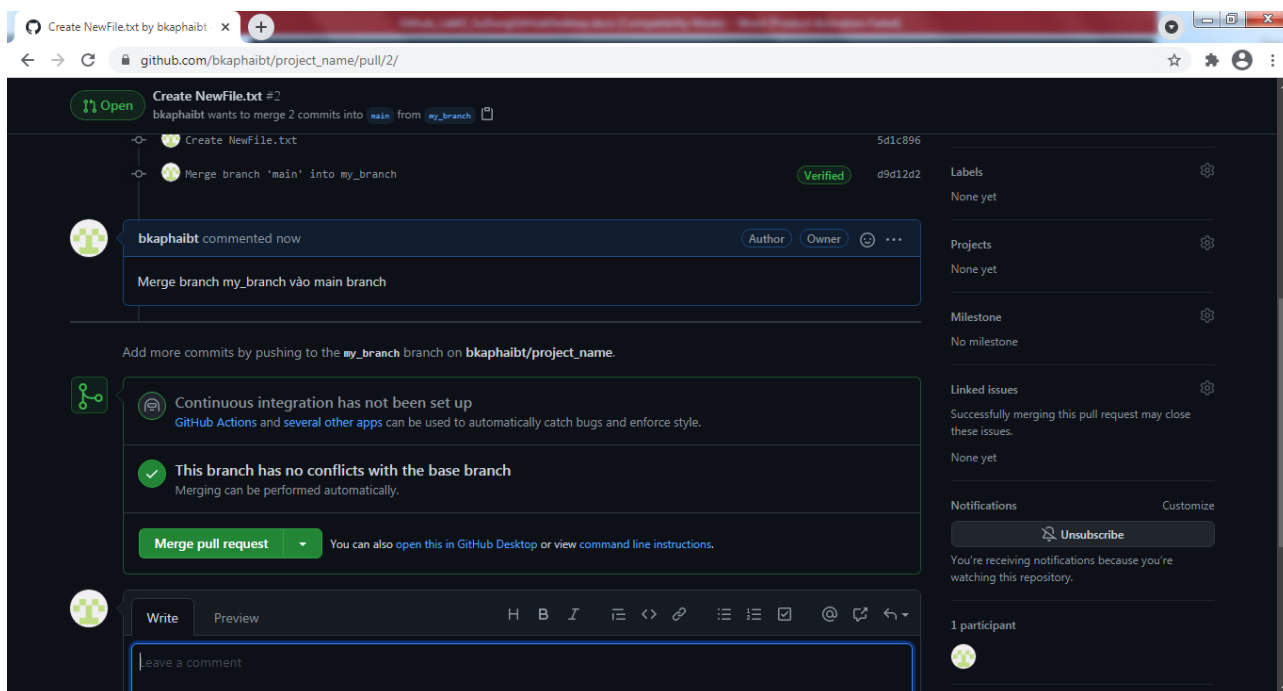 Create NewFile.txt by bkaphaibt
github.com/bkaphaibt/project_name/pull/2/
Open
Create NewFile.txt #2
bkaphaibt wants to merge 2 commits into main from my_branch
Create NewFile.txt 5d1c896
Merge branch 'main' into my_branch Verified d9d12d2
bkaphaibt commented now Author Owner
Merge branch my_branch vào main branch
Add more commits by pushing to the my_branch branch on bkaphaibt/project_name.
Continuous integration has not been set up
GitHub Actions and several other apps can be used to automatically catch bugs and enforce style.
This branch has no conflicts with the base branch
Merging can be performed automatically.
Merge pull request You can also open this in GitHub Desktop or view command line instructions.
Write Preview H B I
Leave a comment
Labels
None yet
Projects
None yet
Milestone
No milestone
Linked issues
Successfully merging this pull request may close
these issues.
None yet
Notifications Customize
Unsubscribe
You're receiving notifications because you're
watching this repository.
1 participant